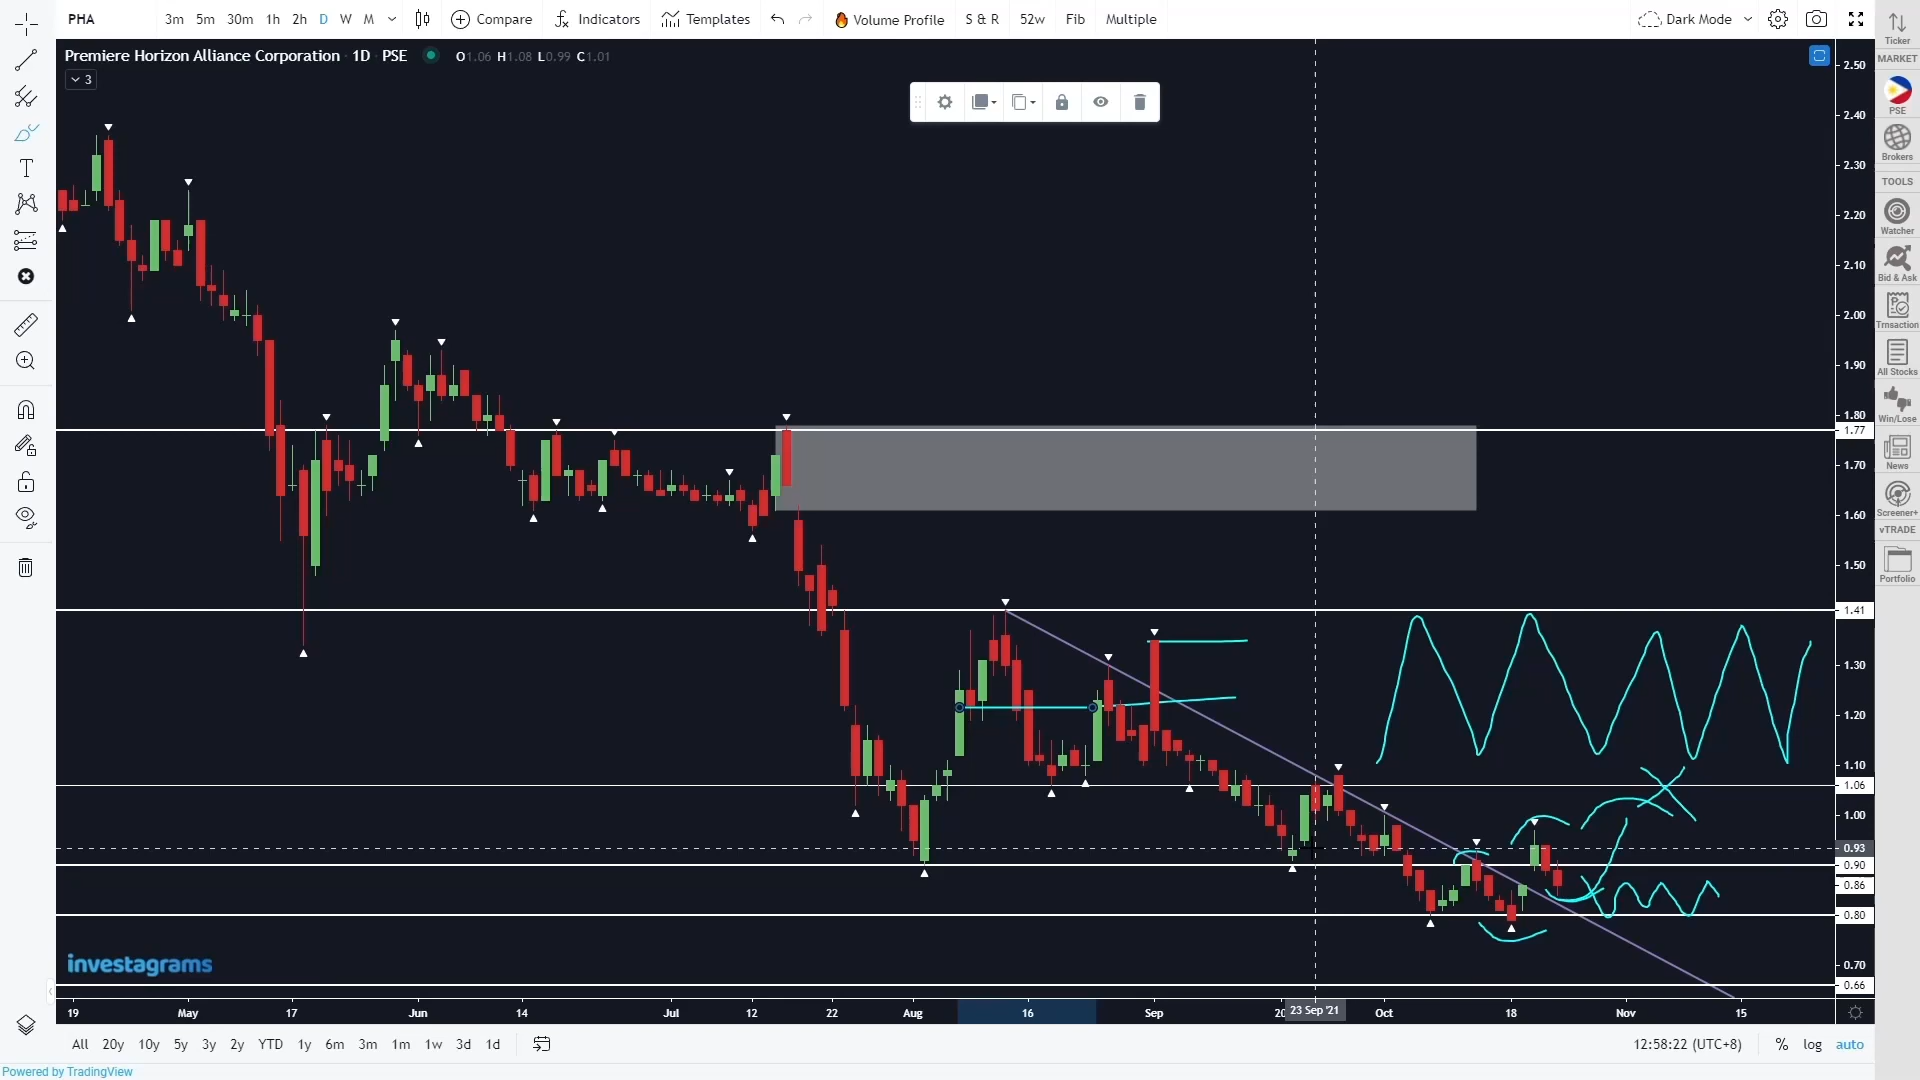 PHA 3m 5m 30m 1h 2h D W M Compare Indicators Templates Volume Profile S & R 52w Fib Multiple Dark Mode
Ticker
MARKET
PSE
Brokers
TOOLS
Watcher
Bid & Ask
Trnsaction
All Stocks
Win/Lose
News
Screener+
vTRADE
Portfolio
Premiere Horizon Alliance Corporation · 1D PSE O1.06 H1.08 L0.99 C1.01
3
2.50
2.40
2.30
2.20
2.10
2.00
1.90
1.80
1.77
1.70
1.60
1.50
1.41
1.30
1.20
1.10
1.06
1.00
0.93
0.90
0.86
0.80
0.70
0.66
investagrams
19 May 17 Jun 14 Jul 12 22 Aug 16 Sep 20 23 Sep '21 Oct 18 Nov 15
All 20y 10y 5y 3y 2y YTD 1y 6m 3m 1m 1w 3d 1d 12:58:22 (UTC+8) % log auto
Powered by TradingView